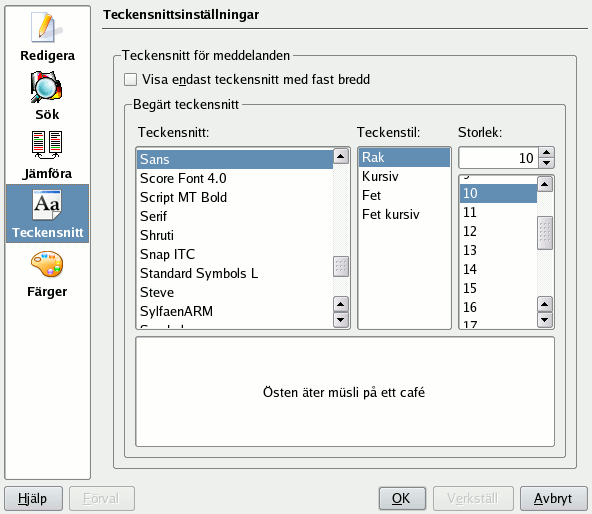 Redigera
Sök
Jämföra
Teckensnitt
Färger
Teckensnittsinställningar
Teckensnitt för meddelanden
Visa endast teckensnitt med fast bredd
Begärt teckensnitt
Teckensnitt:
Sans
Score Font 4.0
Script MT Bold
Serif
Shruti
Snap ITC
Standard Symbols L
Steve
SylfaenARM
Teckenstil:
Rak
Kursiv
Fet
Fet kursiv
Storlek:
10
9
10
11
12
13
14
15
16
17
Östen äter müsli på ett café
Hjälp
Förval
OK
Verkställ
Avbryt